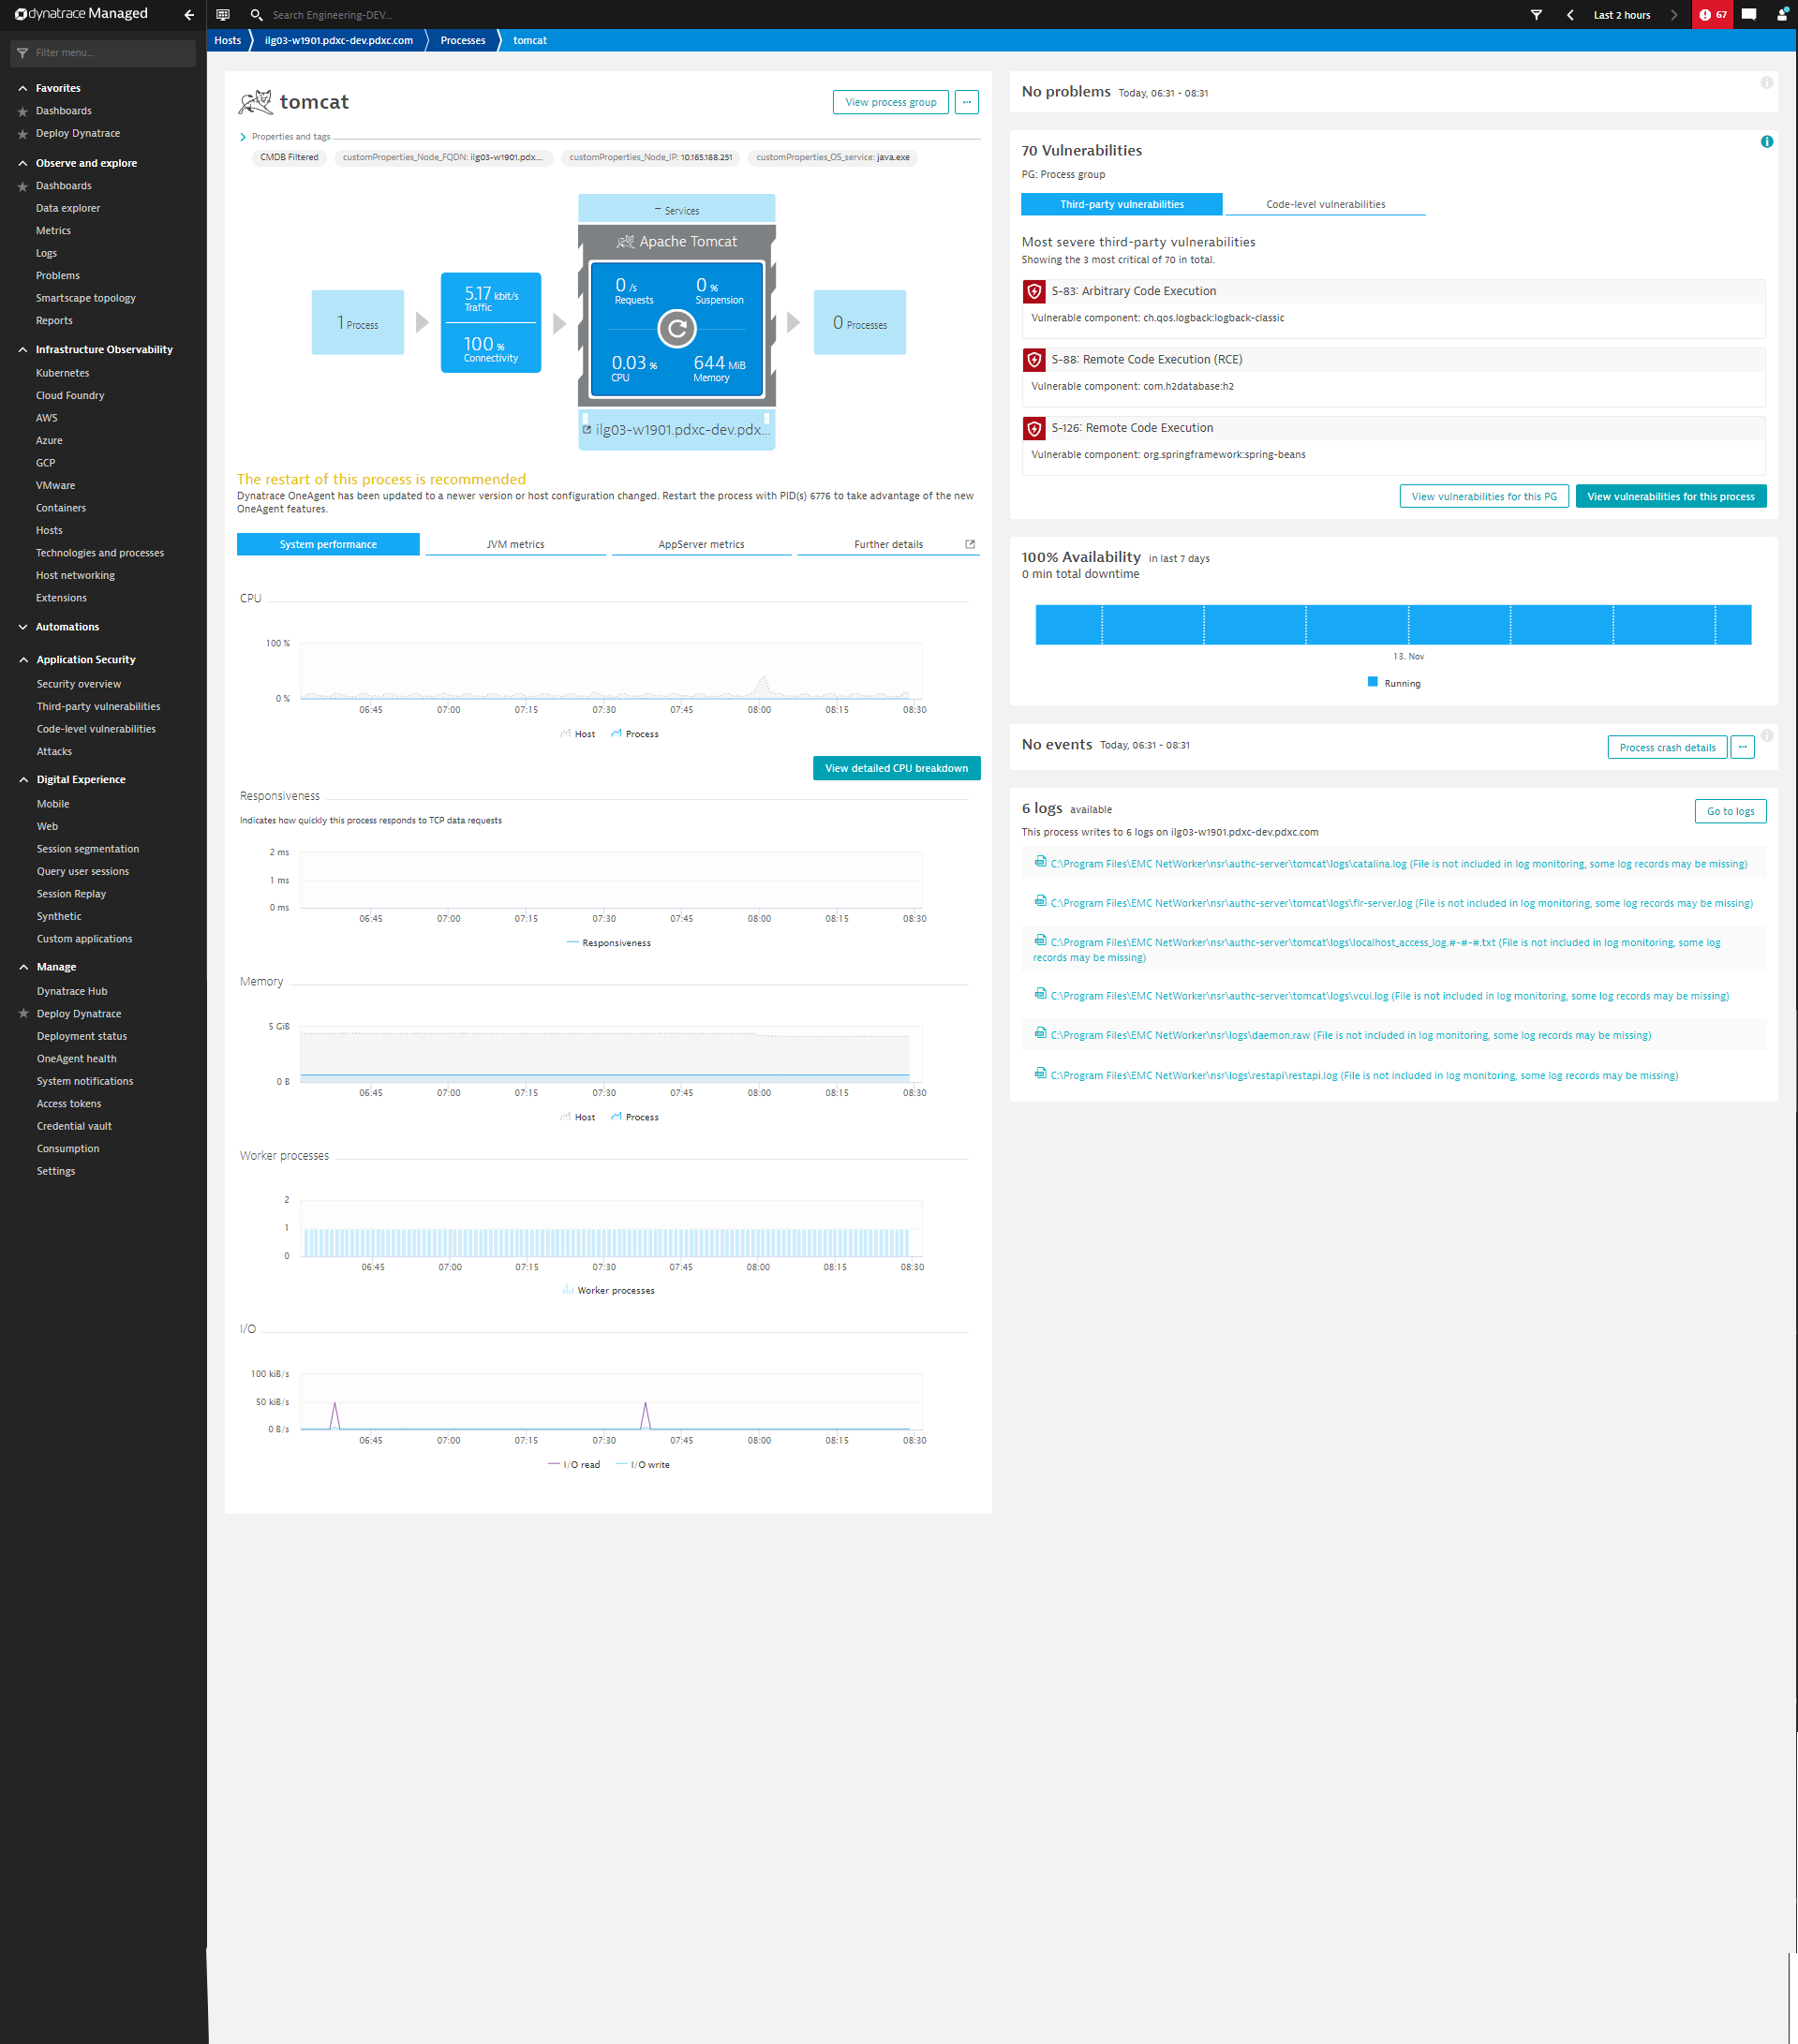 dynatrace Managed
Search Engineering-DEV...
Last 2 hours
67
Filter menu...
Favorites
Dashboards
Deploy Dynatrace
Observe and explore
Dashboards
Data explorer
Metrics
Logs
Problems
Smartscape topology
Reports
Infrastructure Observability
Kubernetes
Cloud Foundry
AWS
Azure
GCP
VMware
Containers
Hosts
Technologies and processes
Host networking
Extensions
Automations
Application Security
Security overview
Third-party vulnerabilities
Code-level vulnerabilities
Attacks
Digital Experience
Mobile
Web
Session segmentation
Query user sessions
Session Replay
Synthetic
Custom applications
Manage
Dynatrace Hub
Deploy Dynatrace
Deployment status
OneAgent health
System notifications
Access tokens
Credential vault
Consumption
Settings
Hosts
ilg03-w1901.pdxc-dev.pdxc.com
Processes
tomcat
tomcat
View process group
...
Properties and tags
CMDB Filtered
customProperties_Node_FQDN: ilg03-w1901.pdx...
customProperties_Node_IP: 10.165.188.251
customProperties_OS_service: java.exe
– Services
Apache Tomcat
1 Process
5.17 kbit/s
Traffic
100 %
Connectivity
0 /s
Requests
0 %
Suspension
0.03 %
CPU
644 MiB
Memory
0 Processes
ilg03-w1901.pdxc-dev.pdx...
The restart of this process is recommended
Dynatrace OneAgent has been updated to a newer version or host configuration changed. Restart the process with PID(s) 6776 to take advantage of the new
OneAgent features.
System performance
JVM metrics
AppServer metrics
Further details
CPU
100 %
0 %
06:45 07:00 07:15 07:30 07:45 08:00 08:15 08:30
Host Process
View detailed CPU breakdown
Responsiveness
Indicates how quickly this process responds to TCP data requests
2 ms
1 ms
0 ms
06:45 07:00 07:15 07:30 07:45 08:00 08:15 08:30
Responsiveness
Memory
5 GiB
0 B
06:45 07:00 07:15 07:30 07:45 08:00 08:15 08:30
Host Process
Worker processes
2
1
0
06:45 07:00 07:15 07:30 07:45 08:00 08:15 08:30
Worker processes
I/O
100 kiB/s
50 kiB/s
0 B/s
06:45 07:00 07:15 07:30 07:45 08:00 08:15 08:30
I/O read I/O write
No problems Today, 06:31 - 08:31
70 Vulnerabilities
PG: Process group
Third-party vulnerabilities
Code-level vulnerabilities
Most severe third-party vulnerabilities
Showing the 3 most critical of 70 in total.
S-83: Arbitrary Code Execution
Vulnerable component: ch.qos.logback:logback-classic
S-88: Remote Code Execution (RCE)
Vulnerable component: com.h2database:h2
S-126: Remote Code Execution
Vulnerable component: org.springframework:spring-beans
View vulnerabilities for this PG
View vulnerabilities for this process
100% Availability in last 7 days
0 min total downtime
13. Nov
Running
No events Today, 06:31 - 08:31
Process crash details
...
6 logs available
Go to logs
This process writes to 6 logs on ilg03-w1901.pdxc-dev.pdxc.com
C:\Program Files\EMC NetWorker\nsr\authc-server\tomcat\logs\catalina.log (File is not included in log monitoring, some log records may be missing)
C:\Program Files\EMC NetWorker\nsr\authc-server\tomcat\logs\flr-server.log (File is not included in log monitoring, some log records may be missing)
C:\Program Files\EMC NetWorker\nsr\authc-server\tomcat\logs\localhost_access_log.#-#-#.txt (File is not included in log monitoring, some log
records may be missing)
C:\Program Files\EMC NetWorker\nsr\authc-server\tomcat\logs\vcui.log (File is not included in log monitoring, some log records may be missing)
C:\Program Files\EMC NetWorker\nsr\logs\daemon.raw (File is not included in log monitoring, some log records may be missing)
C:\Program Files\EMC NetWorker\nsr\logs\restapi\restapi.log (File is not included in log monitoring, some log records may be missing)